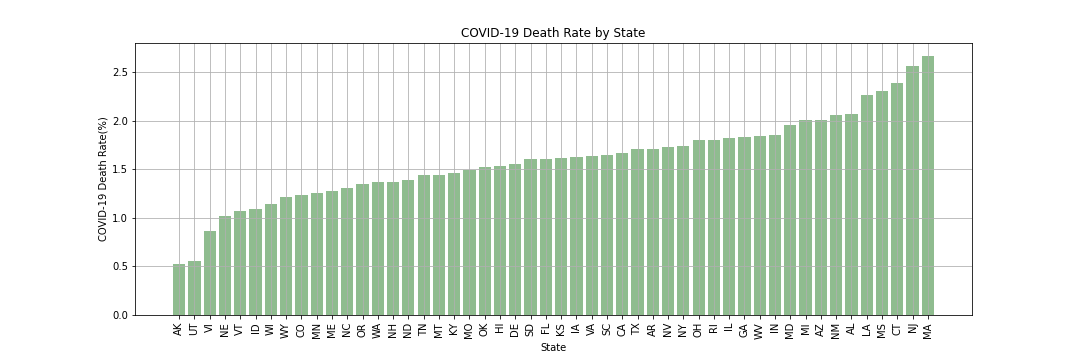 COVID-19 Death Rate by State
COVID-19 Death Rate(%)
2.5
2.0
1.5
1.0
0.5
0.0
AK UT VI NE VT ID WI WY CO MN ME NC OR WA NH ND TN MT KY MO OK HI DE SD FL KS IA VA SC CA TX AR NV NY OH RI IL GA WV IN MD MI AZ NM AL LA MS CT NJ MA
State